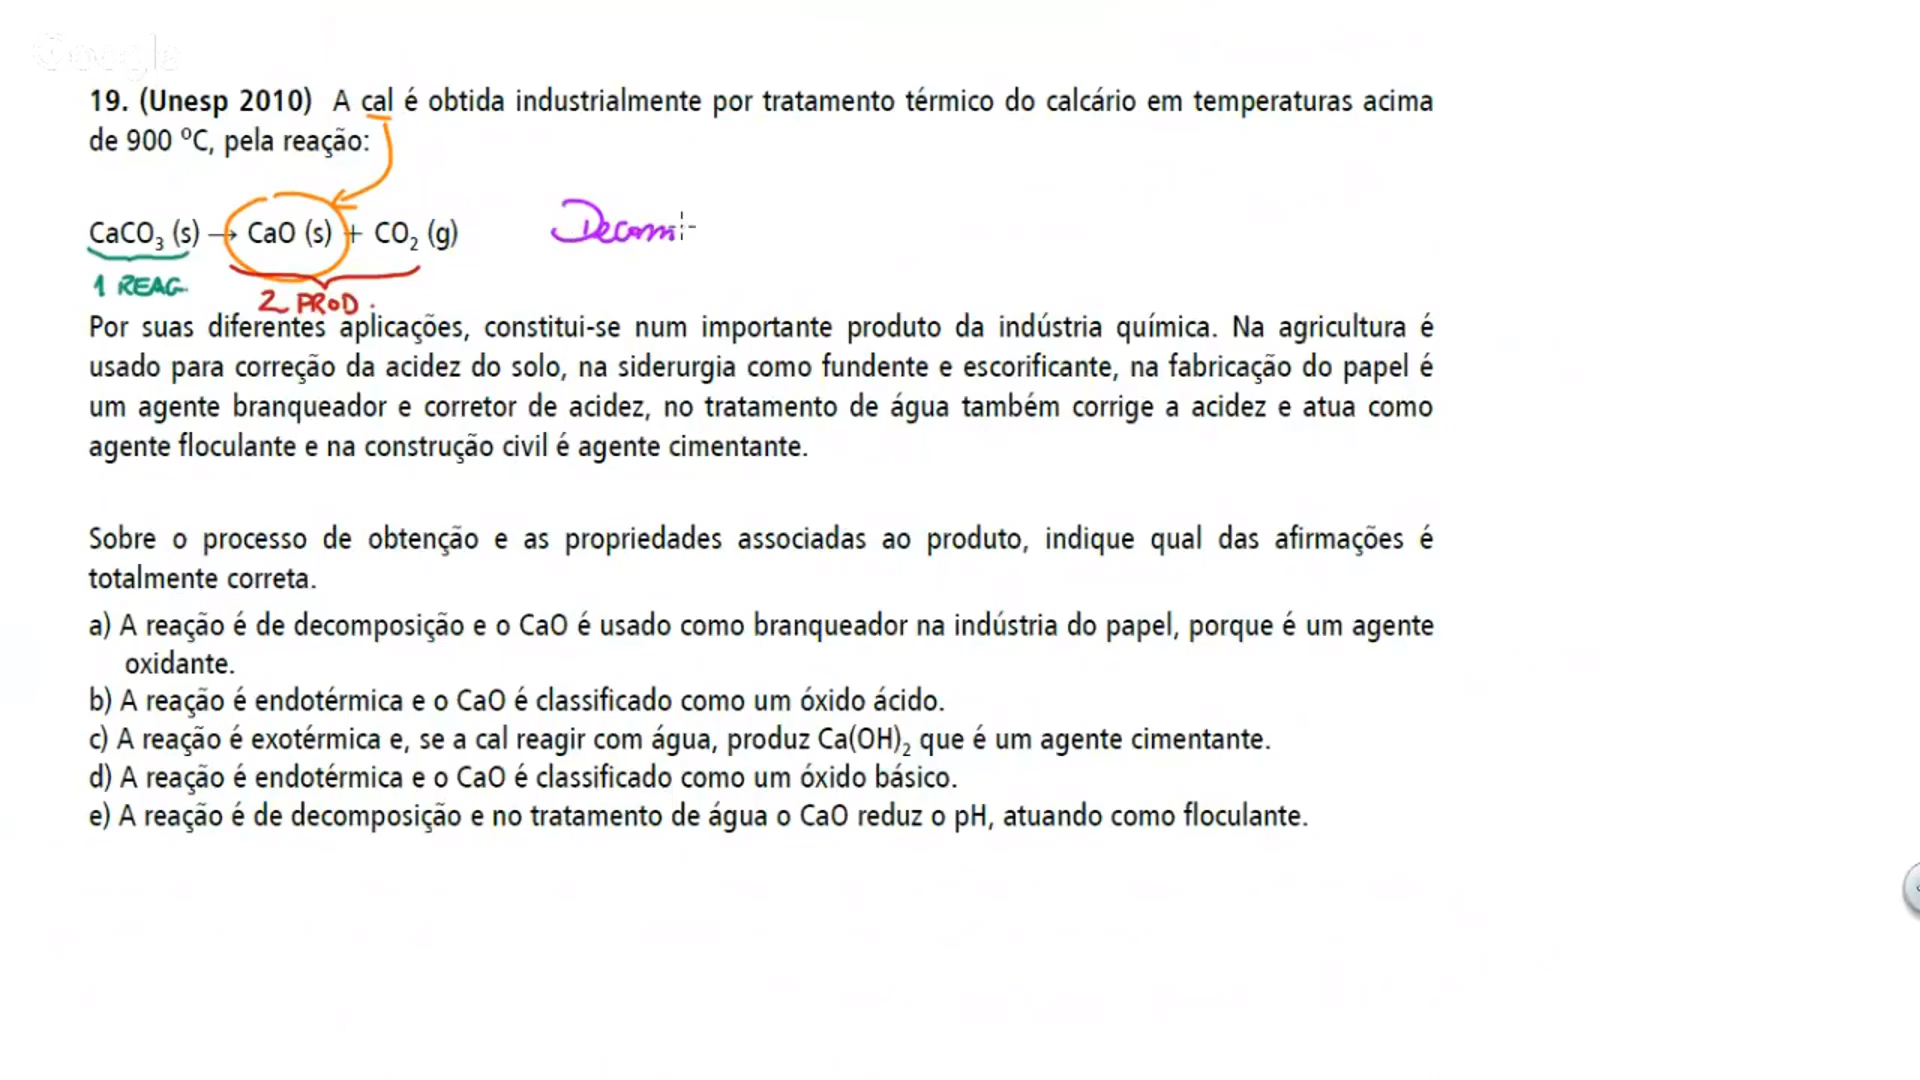 Google
19. (Unesp 2010) A cal é obtida industrialmente por tratamento térmico do calcário em temperaturas acima
de 900 ºC, pela reação:
CaCO₃ (s) → CaO (s) + CO₂ (g) Decom
1 REAG.
2 PROD.
Por suas diferentes aplicações, constitui-se num importante produto da indústria química. Na agricultura é
usado para correção da acidez do solo, na siderurgia como fundente e escorificante, na fabricação do papel é
um agente branqueador e corretor de acidez, no tratamento de água também corrige a acidez e atua como
agente floculante e na construção civil é agente cimentante.
Sobre o processo de obtenção e as propriedades associadas ao produto, indique qual das afirmações é
totalmente correta.
a) A reação é de decomposição e o CaO é usado como branqueador na indústria do papel, porque é um agente
oxidante.
b) A reação é endotérmica e o CaO é classificado como um óxido ácido.
c) A reação é exotérmica e, se a cal reagir com água, produz Ca(OH)₂ que é um agente cimentante.
d) A reação é endotérmica e o CaO é classificado como um óxido básico.
e) A reação é de decomposição e no tratamento de água o CaO reduz o pH, atuando como floculante.